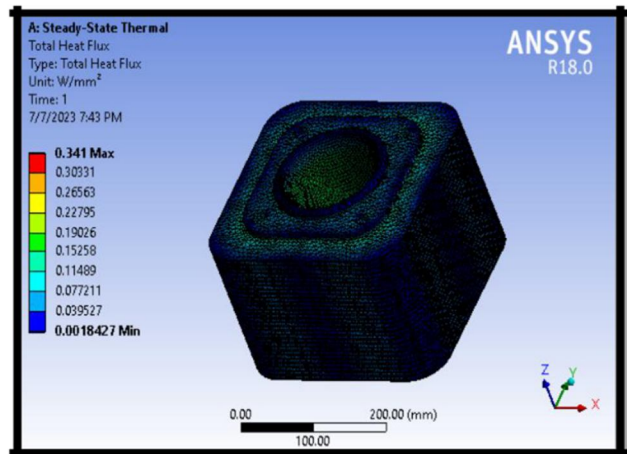 A: Steady-State Thermal
Total Heat Flux
Type: Total Heat Flux
Unit: W/mm²
Time: 1
7/7/2023 7:43 PM
ANSYS
R18.0
0.341 Max
0.30331
0.26563
0.22795
0.19026
0.15258
0.11489
0.077211
0.039527
0.0018427 Min
0.00
200.00 (mm)
100.00
Z
Y
X